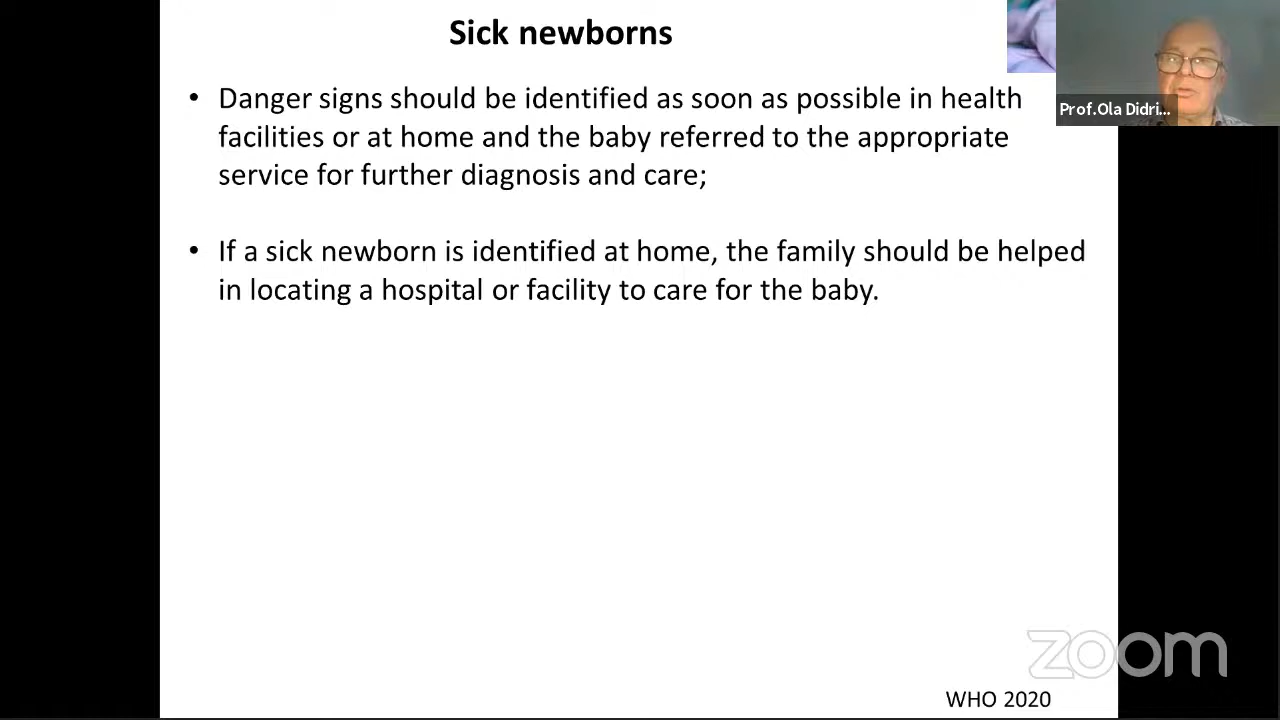 Sick newborns
• Danger signs should be identified as soon as possible in health
facilities or at home and the baby referred to the appropriate
service for further diagnosis and care;
• If a sick newborn is identified at home, the family should be helped
in locating a hospital or facility to care for the baby.
Prof.Ola Didri...
zoom
WHO 2020